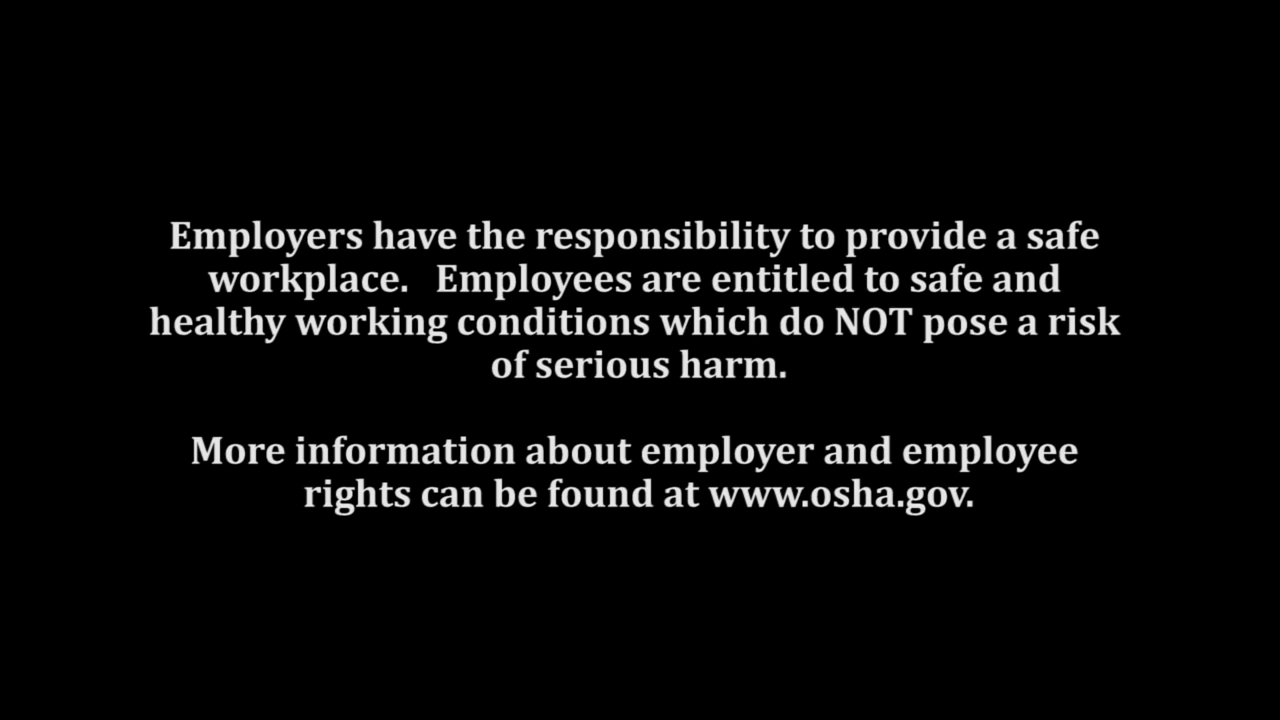 Employers have the responsibility to provide a safe
workplace.   Employees are entitled to safe and
healthy working conditions which do NOT pose a risk
of serious harm.
More information about employer and employee
rights can be found at www.osha.gov.